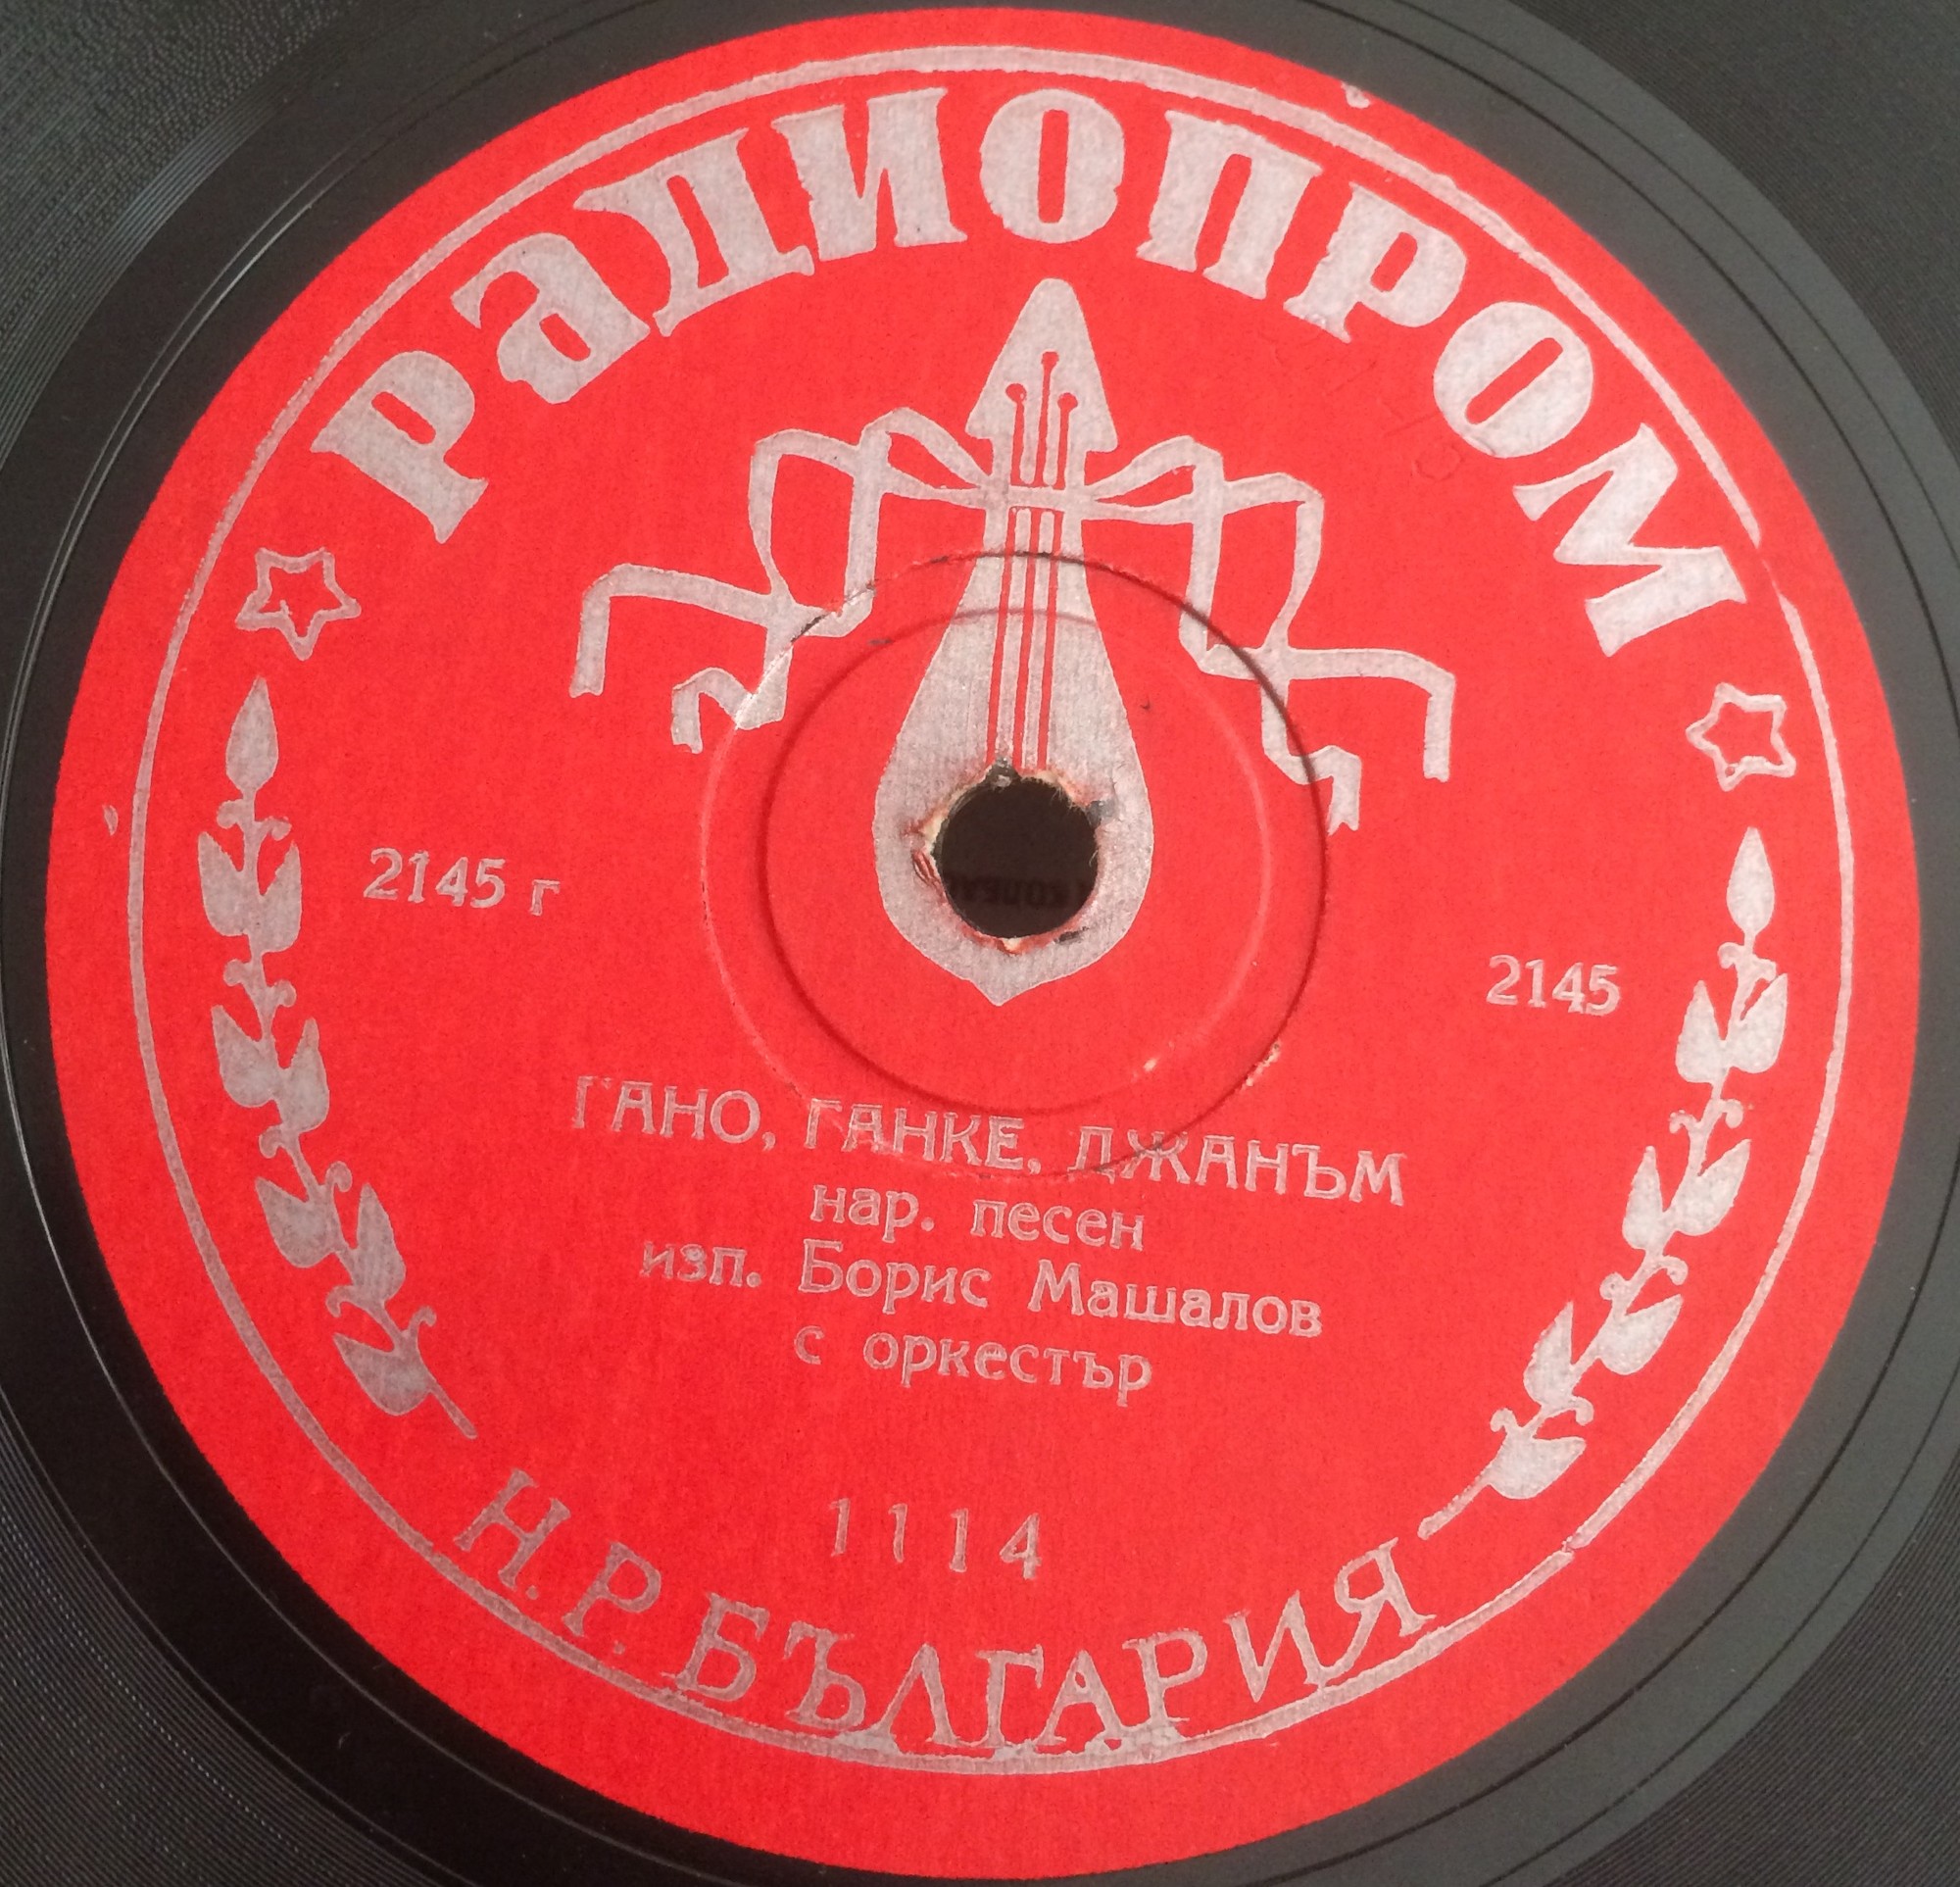 РАДИОПРОМ
2145 г
2145
ГАНО, ГАНКЕ, ДЖАНЪМ
нар. песен
изп. Борис Машалов
с оркестър
1114
Н.Р. БЪЛГАРИЯ